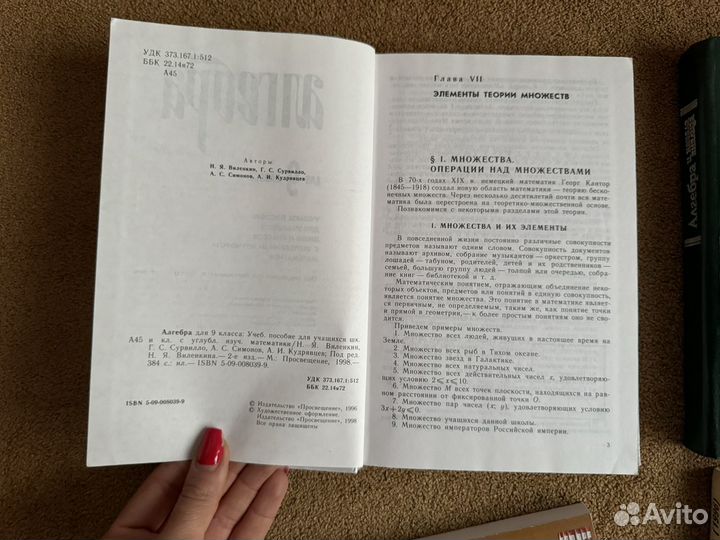 УДК 373.167.1:512
ББК 22.14я72
А45
Авторы
Н. Я. Виленкин, Г. С. Сурвилло,
А. С. Симонов, А. И. Кудрявцев
Алгебра для 9 класса: Учеб. пособие для учащихся шк.
А45 и кл. с углубл. изуч. математики/Н. Я. Виленкин,
Г. С. Сурвилло, А. С. Симонов, А. И. Кудрявцев; Под ред.
Н. Я. Виленкина.— 2-е изд.— М.: Просвещение, 1998.—
384 с.: ил.— ISBN 5-09-008039-9.
УДК 373.167.1:512
ББК 22.14я72
ISBN 5-09-008039-9
© Издательство «Просвещение», 1996
© Художественное оформление.
Издательство «Просвещение», 1998
Все права защищены
Глава VII
ЭЛЕМЕНТЫ ТЕОРИИ МНОЖЕСТВ
§ 1. МНОЖЕСТВА.
ОПЕРАЦИИ НАД МНОЖЕСТВАМИ
В 70-х годах XIX в. немецкий математик Георг Кантор
(1845—1918) создал новую область математики — теорию беско-
нечных множеств. Через несколько десятилетий почти вся мате-
матика была перестроена на теоретико-множественной основе.
Познакомимся с некоторыми разделами этой теории.
1. МНОЖЕСТВА И ИХ ЭЛЕМЕНТЫ
В повседневной жизни постоянно различные совокупности
предметов называют одним словом. Совокупность документов
называют архивом, собрание музыкантов — оркестром, группу
лошадей — табуном, родителей, детей и их родственников —
семьей, большую группу людей — толпой или очередью, собра-
ние книг — библиотекой и т. д.
Математическим понятием, отражающим объединение неко-
торых объектов, предметов или понятий в единую совокупность,
является понятие множества. Это понятие в математике являет-
ся первичным, не определяемым, таким же, как понятие точки
и прямой в геометрии,— к более простым понятиям оно не сво-
дится.
Приведем примеры множеств.
1. Множество всех людей, живущих в настоящее время на
Земле.
2. Множество всех рыб в Тихом океане.
3. Множество всех звезд в Галактике.
4. Множество всех натуральных чисел.
5. Множество всех действительных чисел x, удовлетворяю-
щих условию 2⩽x⩽10.
6. Множество M всех точек плоскости, находящихся на рав-
ном расстоянии от фиксированной точки O.
7. Множество пар чисел (x; y), удовлетворяющих условию
3x+2y⩽0.
8. Множество учащихся данной школы.
9. Множество императоров Российской империи.
3
Avito